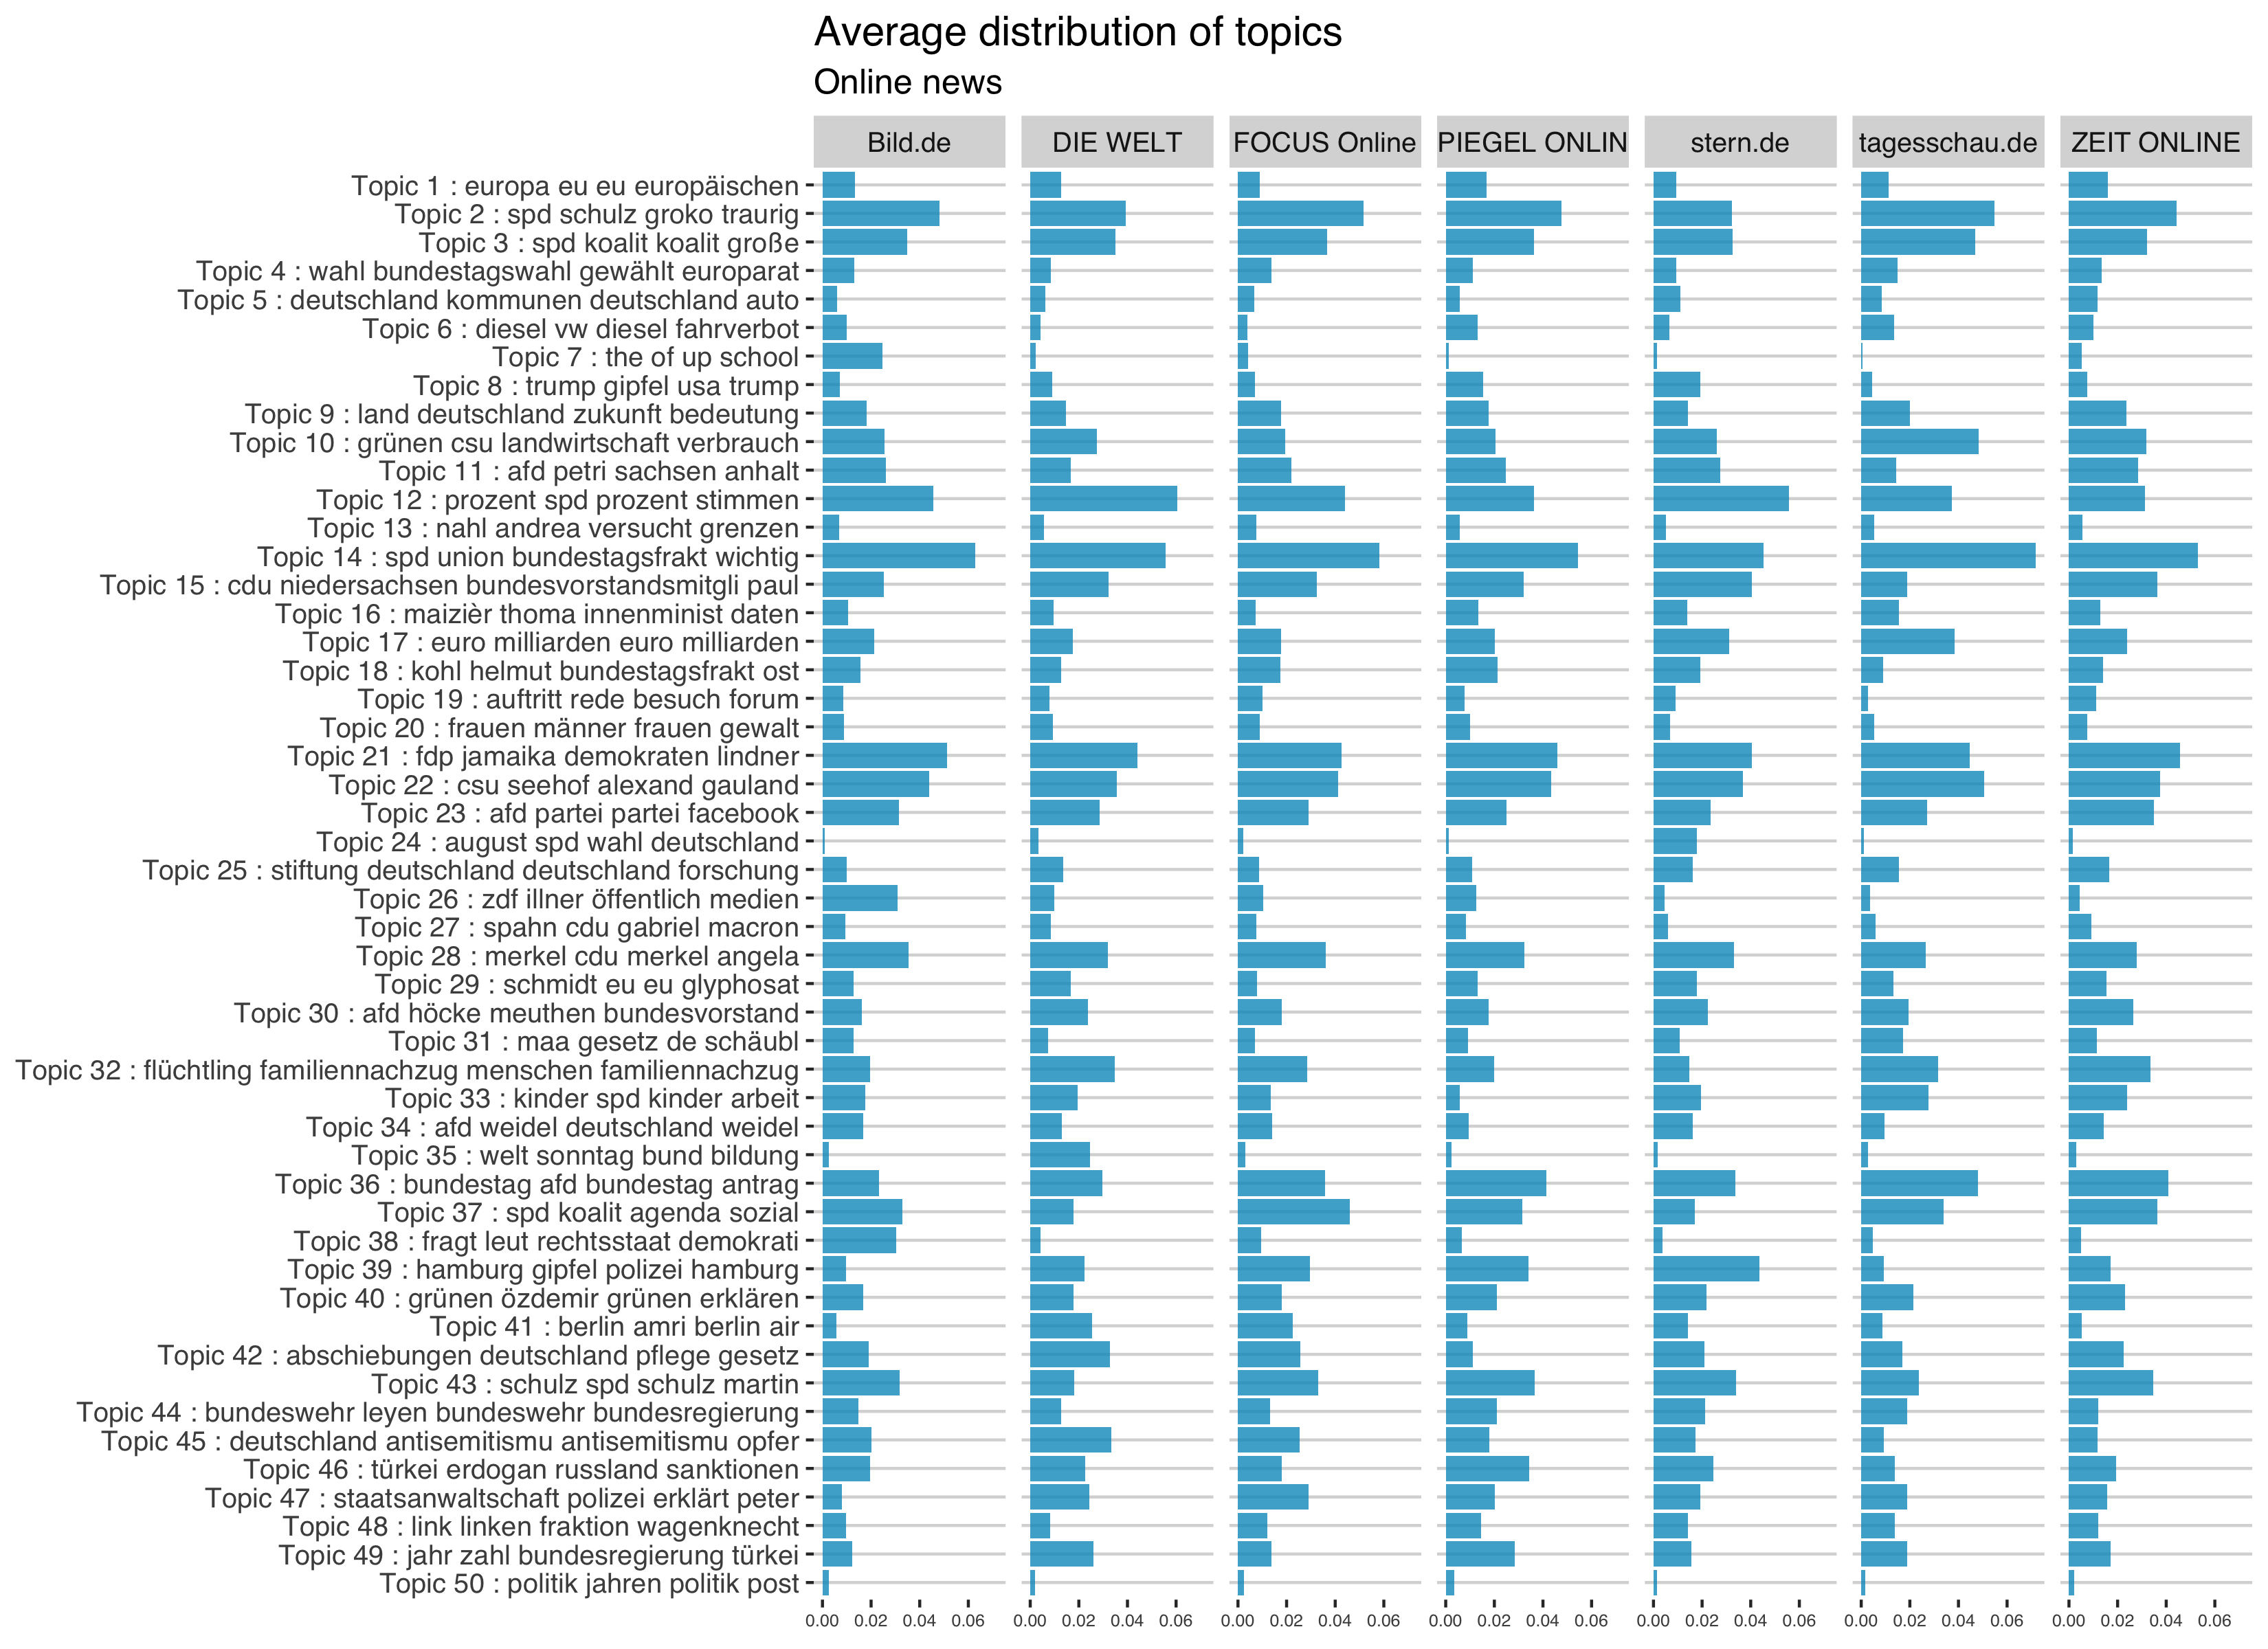 Average distribution of topics
Online news
Bild.de DIE WELT FOCUS Online PIEGEL ONLIN stern.de tagesschau.de ZEIT ONLINE
Topic 1 : europa eu eu europäischen
Topic 2 : spd schulz groko traurig
Topic 3 : spd koalit koalit große
Topic 4 : wahl bundestagswahl gewählt europarat
Topic 5 : deutschland kommunen deutschland auto
Topic 6 : diesel vw diesel fahrverbot
Topic 7 : the of up school
Topic 8 : trump gipfel usa trump
Topic 9 : land deutschland zukunft bedeutung
Topic 10 : grünen csu landwirtschaft verbrauch
Topic 11 : afd petri sachsen anhalt
Topic 12 : prozent spd prozent stimmen
Topic 13 : nahl andrea versucht grenzen
Topic 14 : spd union bundestagsfrakt wichtig
Topic 15 : cdu niedersachsen bundesvorstandsmitgli paul
Topic 16 : maizièr thoma innenminist daten
Topic 17 : euro milliarden euro milliarden
Topic 18 : kohl helmut bundestagsfrakt ost
Topic 19 : auftritt rede besuch forum
Topic 20 : frauen männer frauen gewalt
Topic 21 : fdp jamaika demokraten lindner
Topic 22 : csu seehof alexand gauland
Topic 23 : afd partei partei facebook
Topic 24 : august spd wahl deutschland
Topic 25 : stiftung deutschland deutschland forschung
Topic 26 : zdf illner öffentlich medien
Topic 27 : spahn cdu gabriel macron
Topic 28 : merkel cdu merkel angela
Topic 29 : schmidt eu eu glyphosat
Topic 30 : afd höcke meuthen bundesvorstand
Topic 31 : maa gesetz de schäubl
Topic 32 : flüchtling familiennachzug menschen familiennachzug
Topic 33 : kinder spd kinder arbeit
Topic 34 : afd weidel deutschland weidel
Topic 35 : welt sonntag bund bildung
Topic 36 : bundestag afd bundestag antrag
Topic 37 : spd koalit agenda sozial
Topic 38 : fragt leut rechtsstaat demokrati
Topic 39 : hamburg gipfel polizei hamburg
Topic 40 : grünen özdemir grünen erklären
Topic 41 : berlin amri berlin air
Topic 42 : abschiebungen deutschland pflege gesetz
Topic 43 : schulz spd schulz martin
Topic 44 : bundeswehr leyen bundeswehr bundesregierung
Topic 45 : deutschland antisemitismu antisemitismu opfer
Topic 46 : türkei erdogan russland sanktionen
Topic 47 : staatsanwaltschaft polizei erklärt peter
Topic 48 : link linken fraktion wagenknecht
Topic 49 : jahr zahl bundesregierung türkei
Topic 50 : politik jahren politik post
0.00 0.02 0.04 0.06 0.00 0.02 0.04 0.06 0.00 0.02 0.04 0.06 0.00 0.02 0.04 0.06 0.00 0.02 0.04 0.06 0.00 0.02 0.04 0.06 0.00 0.02 0.04 0.06